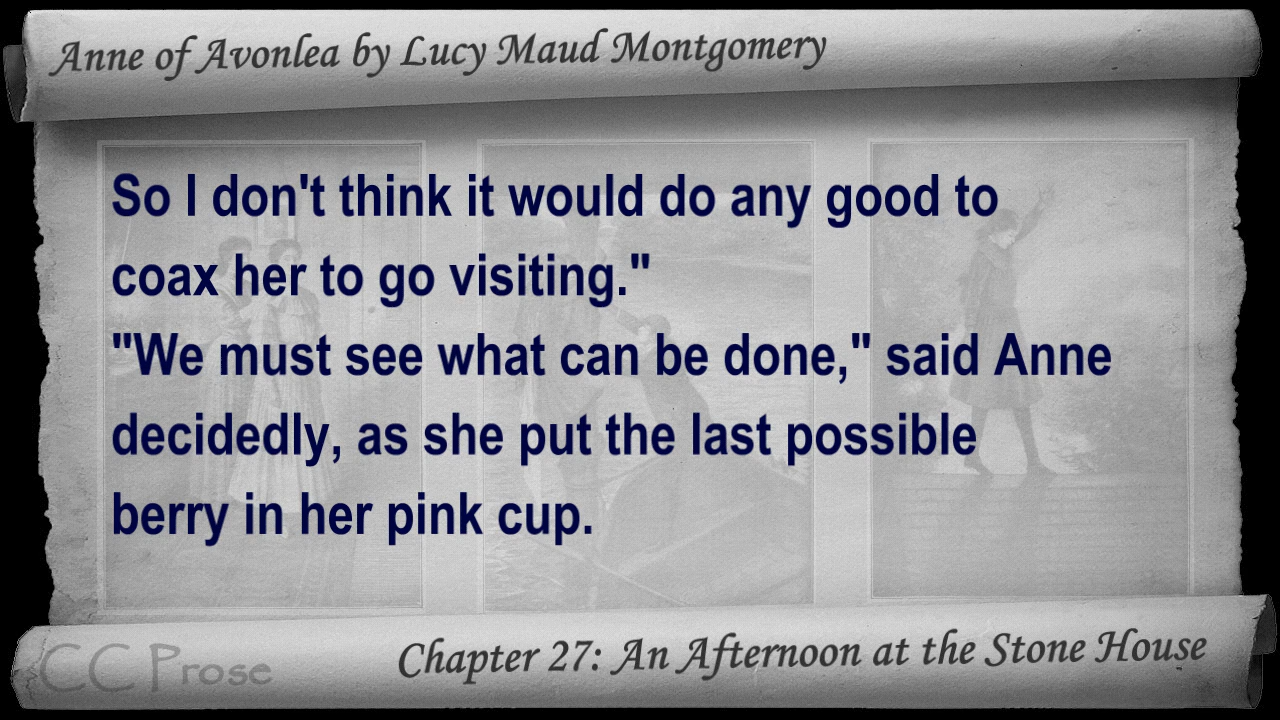 Anne of Avonlea by Lucy Maud Montgomery
So I don't think it would do any good to
coax her to go visiting."
"We must see what can be done," said Anne
decidedly, as she put the last possible
berry in her pink cup.
CC Prose
Chapter 27: An Afternoon at the Stone House